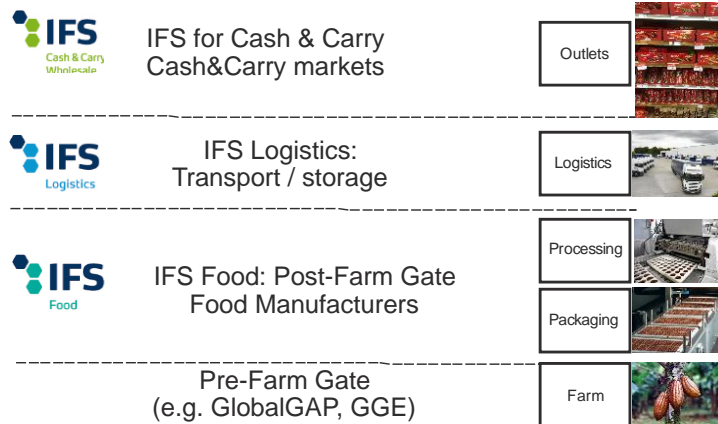 IFS
Cash & Carry
Wholesale
IFS for Cash & Carry
Cash&Carry markets
Outlets
IFS
Logistics
IFS Logistics:
Transport / storage
Logistics
IFS
Food
IFS Food: Post-Farm Gate
Food Manufacturers
Processing
Packaging
Pre-Farm Gate
(e.g. GlobalGAP, GGE)
Farm